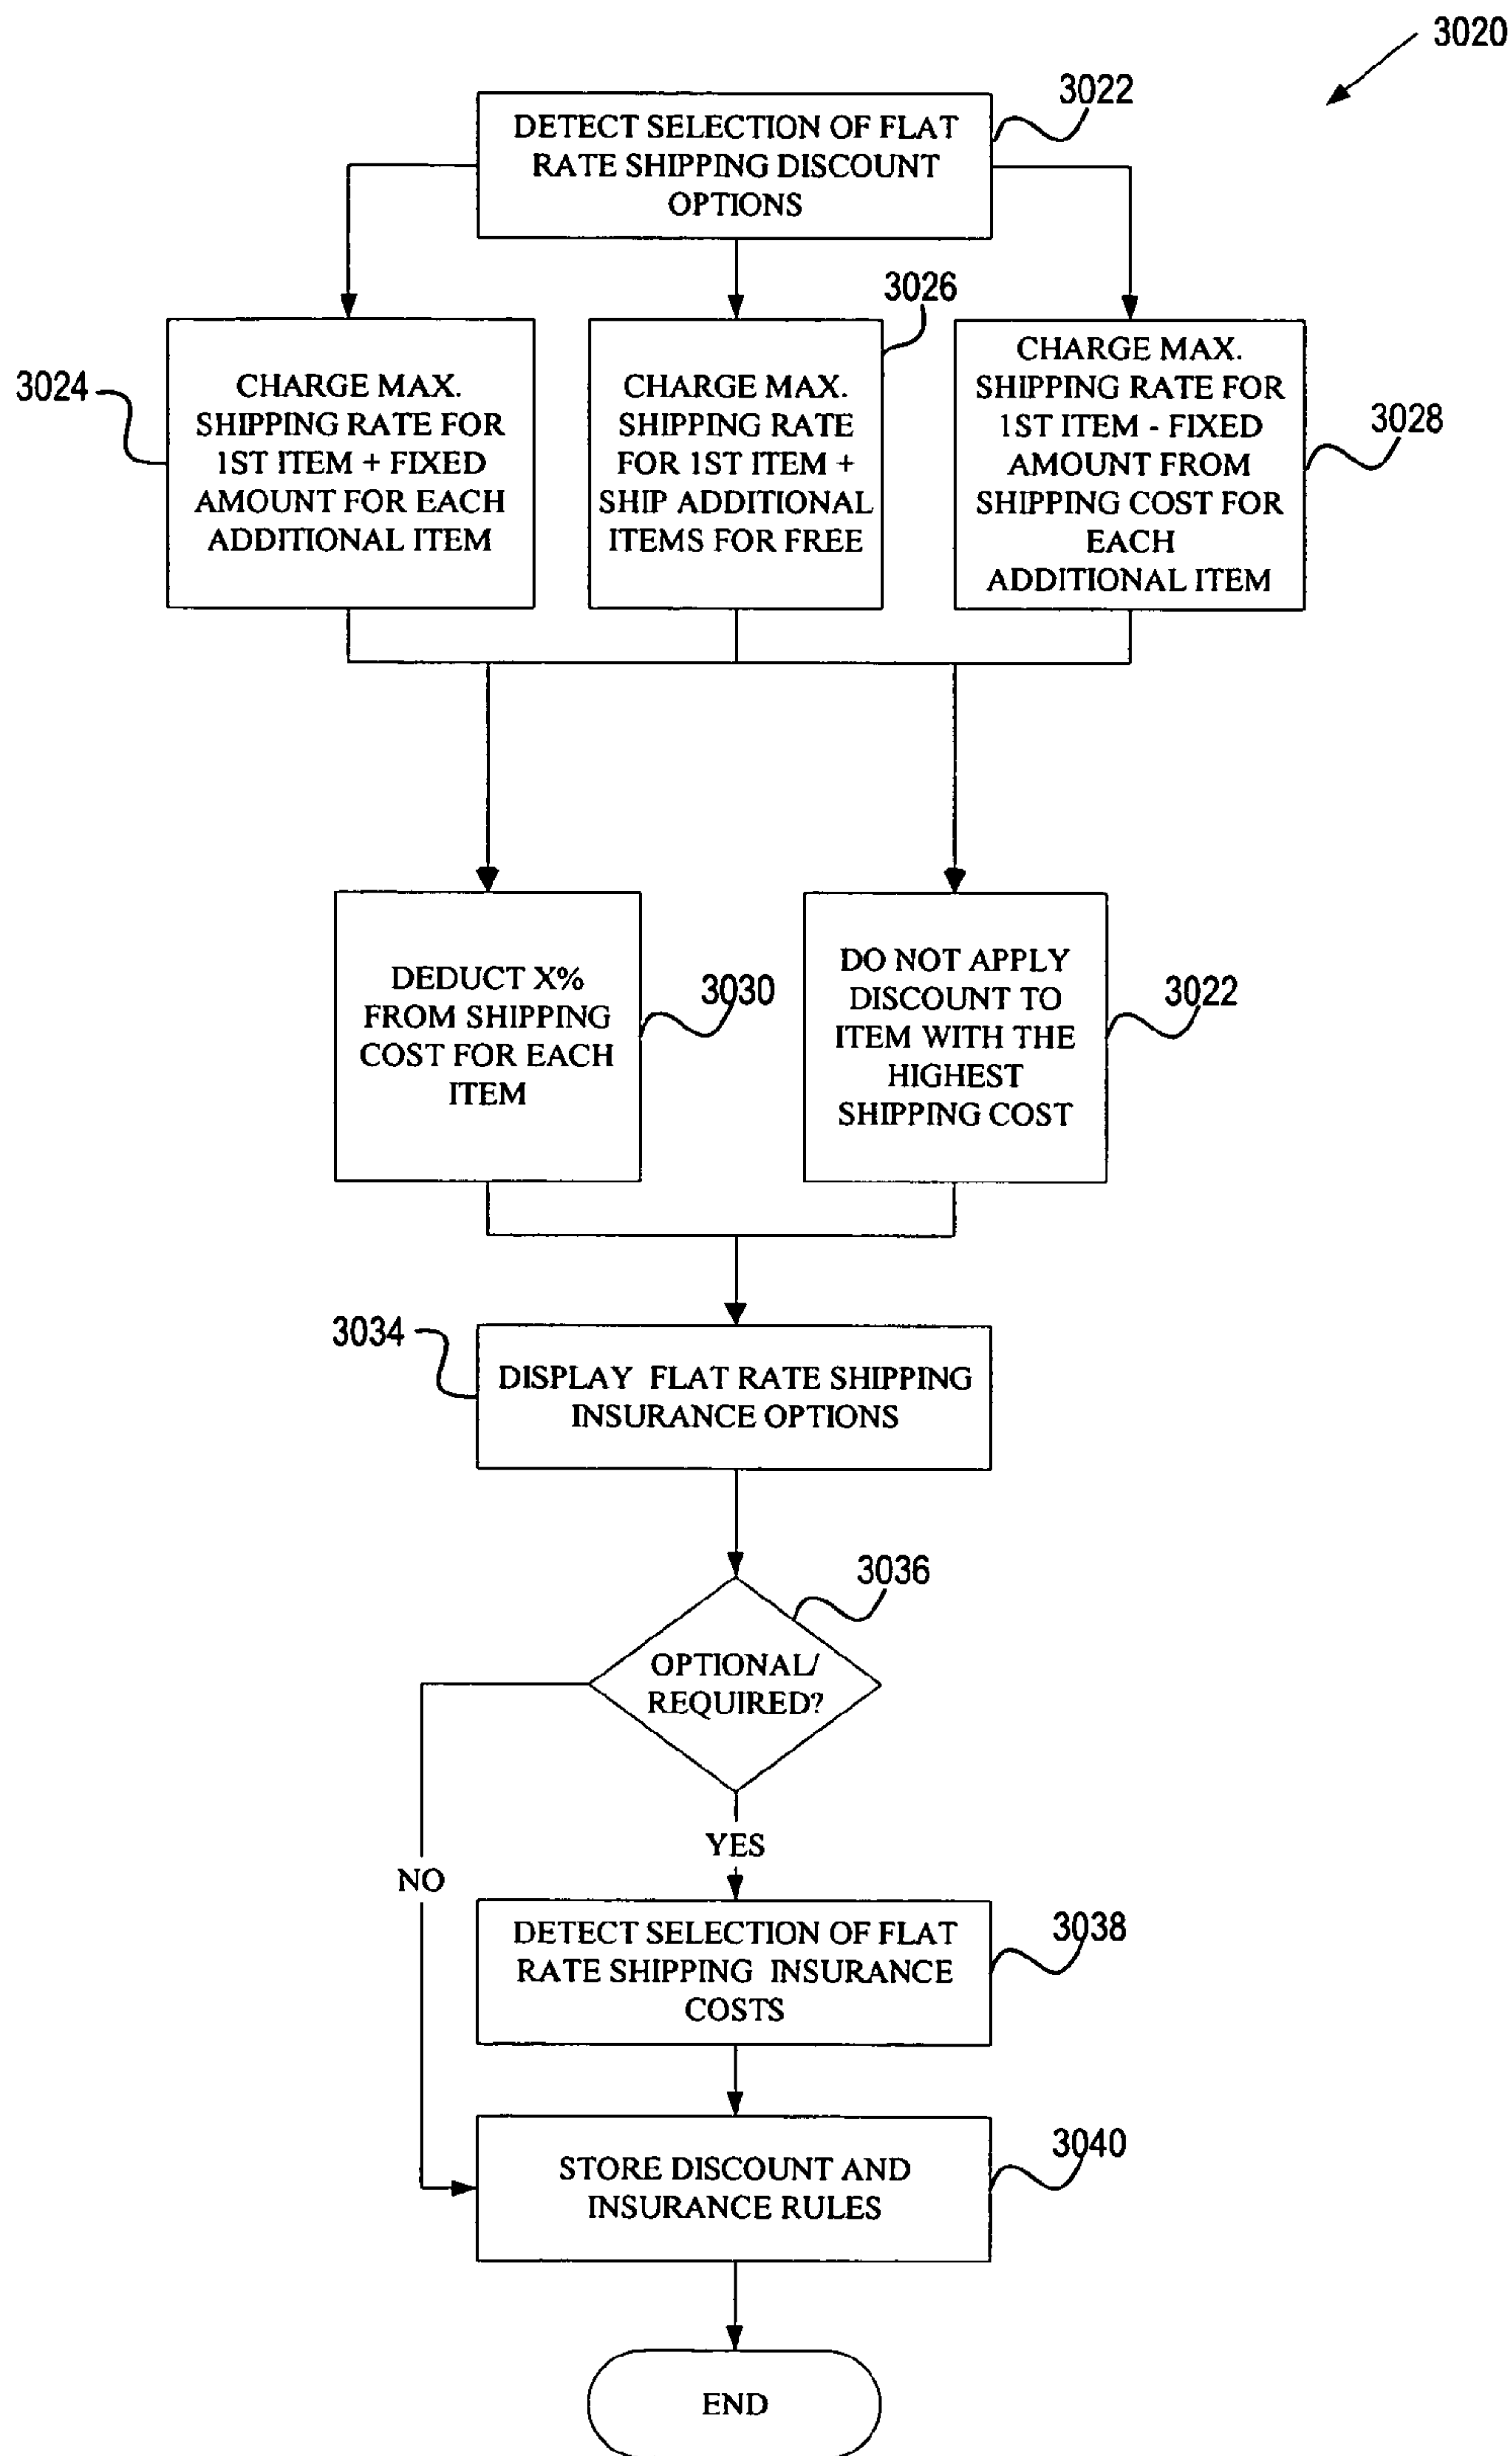 3020
3022
DETECT SELECTION OF FLAT
RATE SHIPPING DISCOUNT
OPTIONS
3024
CHARGE MAX.
SHIPPING RATE FOR
1ST ITEM + FIXED
AMOUNT FOR EACH
ADDITIONAL ITEM
3026
CHARGE MAX.
SHIPPING RATE
FOR 1ST ITEM +
SHIP ADDITIONAL
ITEMS FOR FREE
3028
CHARGE MAX.
SHIPPING RATE FOR
1ST ITEM - FIXED
AMOUNT FROM
SHIPPING COST FOR
EACH
ADDITIONAL ITEM
3030
DEDUCT X%
FROM SHIPPING
COST FOR EACH
ITEM
3022
DO NOT APPLY
DISCOUNT TO
ITEM WITH THE
HIGHEST
SHIPPING COST
3034
DISPLAY FLAT RATE SHIPPING
INSURANCE OPTIONS
3036
OPTIONAL/
REQUIRED?
YES
NO
3038
DETECT SELECTION OF FLAT
RATE SHIPPING INSURANCE
COSTS
3040
STORE DISCOUNT AND
INSURANCE RULES
END